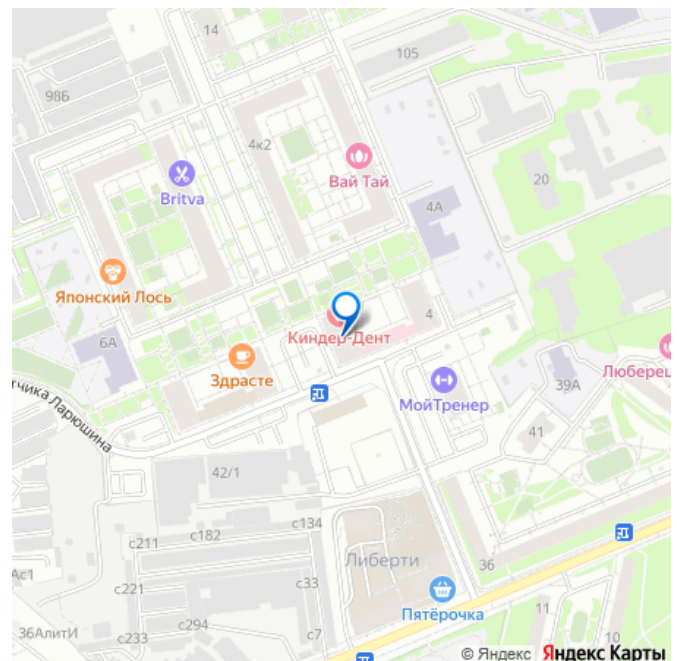 14
105
98Б
4к2
Britva
Вай Тай
20
4А
Японский Лось
4
Киндер-Дент
6А
Здрасте
Люберец
39А
МойТренер
тчика Ларюшина
41
42/1
с134
с182
с211
Либерти
36
с33
с221
Ас1
Пятёрочка
11
10
36АлитИ
с294
с233
с7
© Яндекс Яндекс Карты